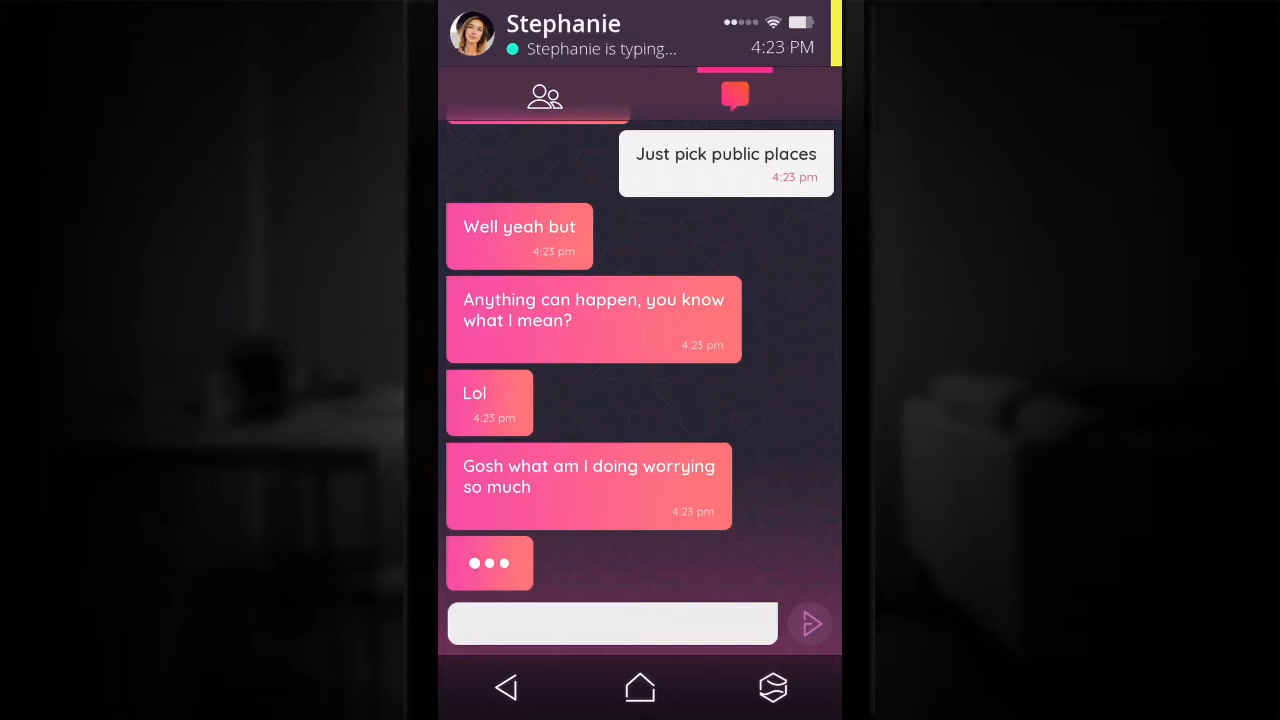 Stephanie
Stephanie is typing...
4:23 PM
Just pick public places
4:23 pm
Well yeah but
4:23 pm
Anything can happen, you know
what I mean?
4:23 pm
Lol
4:23 pm
Gosh what am I doing worrying
so much
4:23 pm